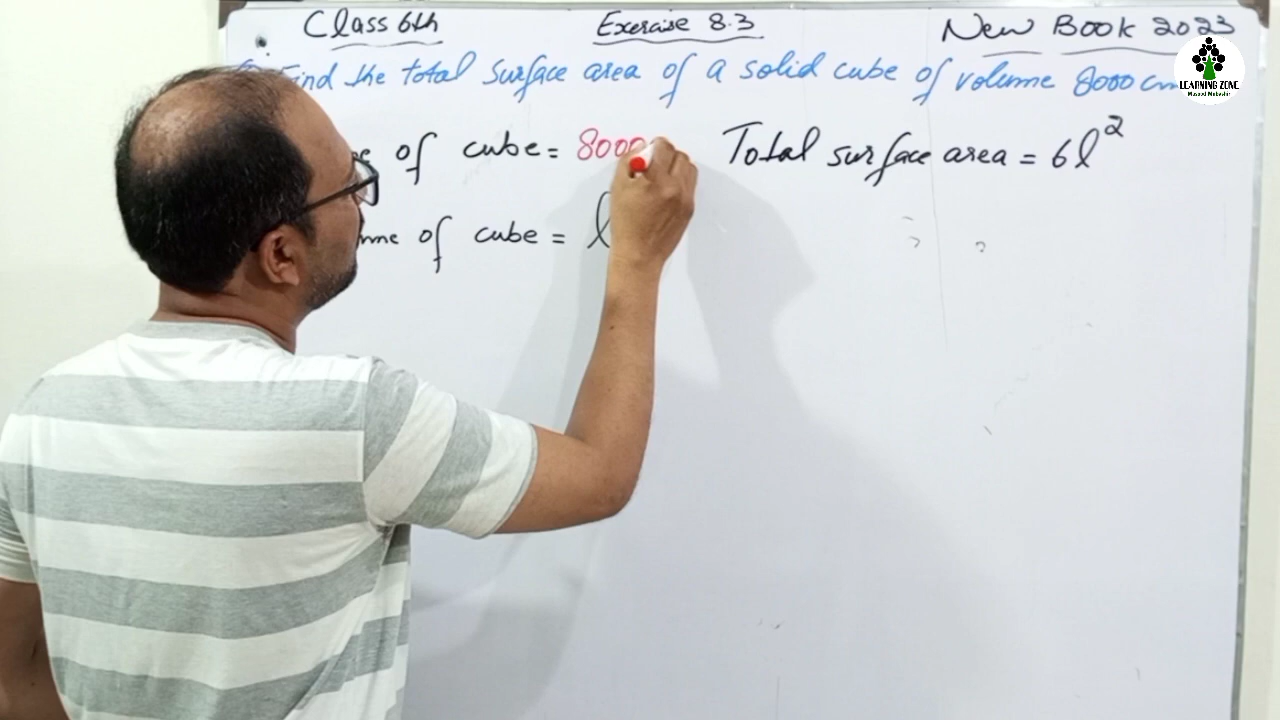 Class 6th Exercise 8.3 New Book 2023
Find the total surface area of a solid cube of volume 8000 cm
of cube = 8000 Total surface area = 6l²
of cube = l
LEARNING ZONE